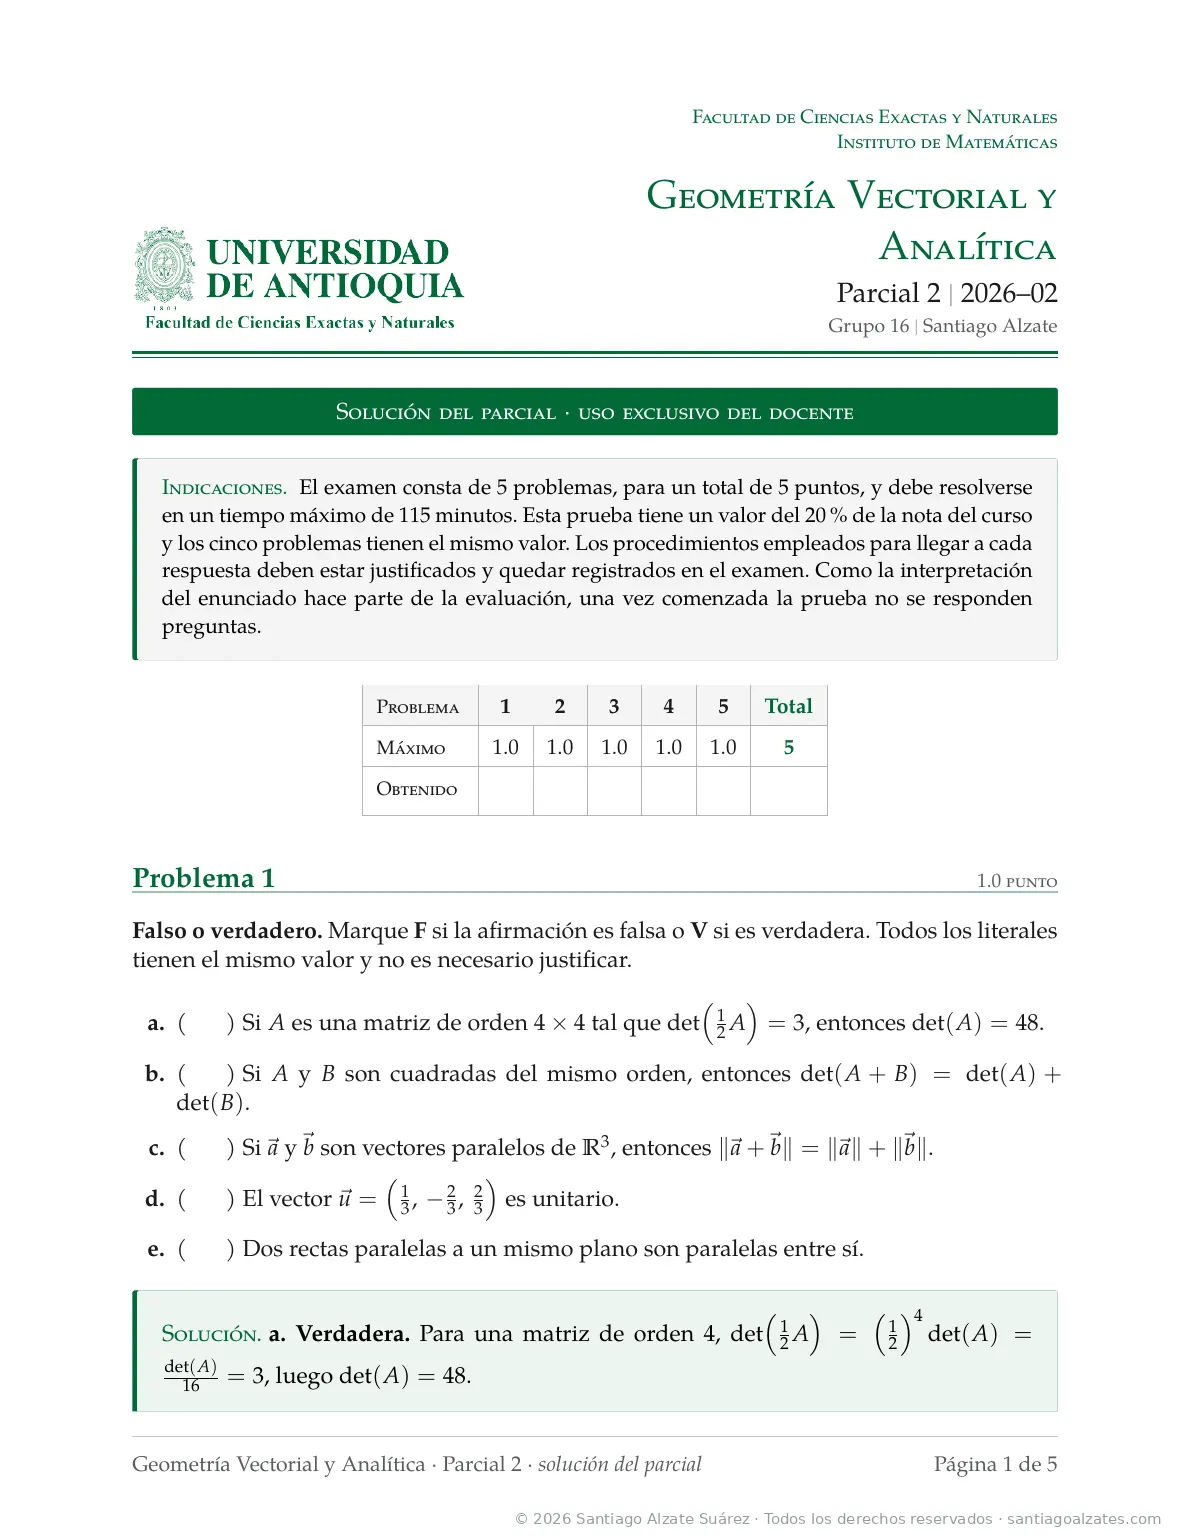 Facultad de Ciencias Exactas y Naturales
Instituto de Matemáticas
Geometría Vectorial y
Analítica
Parcial 2 | 2026–02
Grupo 16 | Santiago Alzate
UNIVERSIDAD
DE ANTIOQUIA
1803
Facultad de Ciencias Exactas y Naturales
Solución del parcial · uso exclusivo del docente
Indicaciones. El examen consta de 5 problemas, para un total de 5 puntos, y debe resolverse
en un tiempo máximo de 115 minutos. Esta prueba tiene un valor del 20 % de la nota del curso
y los cinco problemas tienen el mismo valor. Los procedimientos empleados para llegar a cada
respuesta deben estar justificados y quedar registrados en el examen. Como la interpretación
del enunciado hace parte de la evaluación, una vez comenzada la prueba no se responden
preguntas.
Problema 1 2 3 4 5 Total
Máximo 1.0 1.0 1.0 1.0 1.0 5
Obtenido
Problema 1 1.0 punto
Falso o verdadero. Marque F si la afirmación es falsa o V si es verdadera. Todos los literales
tienen el mismo valor y no es necesario justificar.
a. ( ) Si A es una matriz de orden 4 × 4 tal que det(½A) = 3, entonces det(A) = 48.
b. ( ) Si A y B son cuadradas del mismo orden, entonces det(A + B) = det(A) +
det(B).
c. ( ) Si a⃗ y b⃗ son vectores paralelos de ℝ³, entonces ‖a⃗ + b⃗‖ = ‖a⃗‖ + ‖b⃗‖.
d. ( ) El vector u⃗ = (1/3, −2/3, 2/3) es unitario.
e. ( ) Dos rectas paralelas a un mismo plano son paralelas entre sí.
Solución. a. Verdadera. Para una matriz de orden 4, det(½A) = (½)⁴ det(A) =
det(A)/16 = 3, luego det(A) = 48.
Geometría Vectorial y Analítica · Parcial 2 · solución del parcial Página 1 de 5
© 2026 Santiago Alzate Suárez · Todos los derechos reservados · santiagoalzates.com